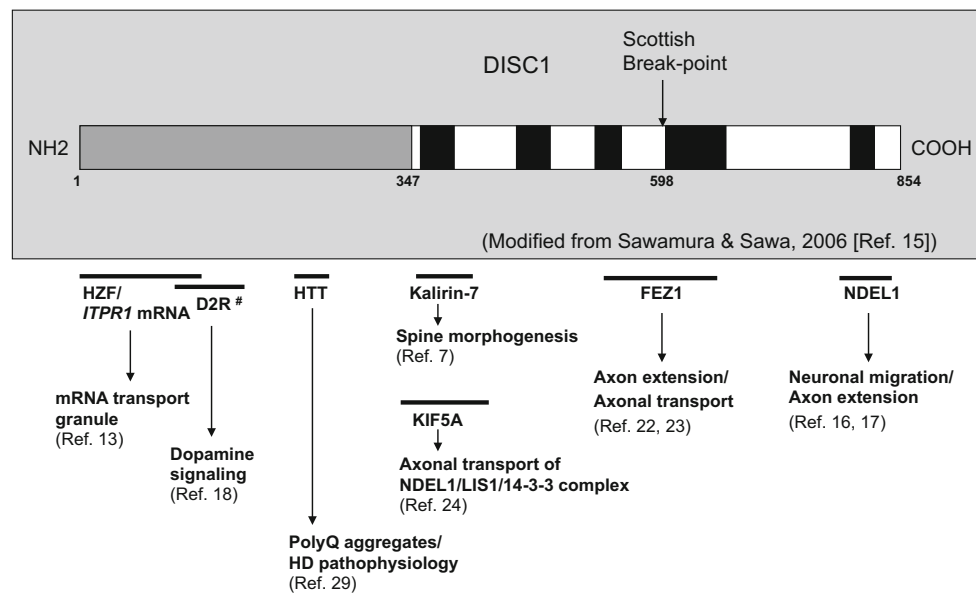 Scottish
Break-point
DISC1
NH2
COOH
1
347
598
854
(Modified from Sawamura & Sawa, 2006 [Ref. 15])
HZF/
ITPR1 mRNA
D2R #
HTT
Kalirin-7
FEZ1
NDEL1
Spine morphogenesis
(Ref. 7)
mRNA transport
granule
(Ref. 13)
Axon extension/
Axonal transport
(Ref. 22, 23)
Neuronal migration/
Axon extension
(Ref. 16, 17)
KIF5A
Dopamine
signaling
(Ref. 18)
Axonal transport of
NDEL1/LIS1/14-3-3 complex
(Ref. 24)
PolyQ aggregates/
HD pathophysiology
(Ref. 29)